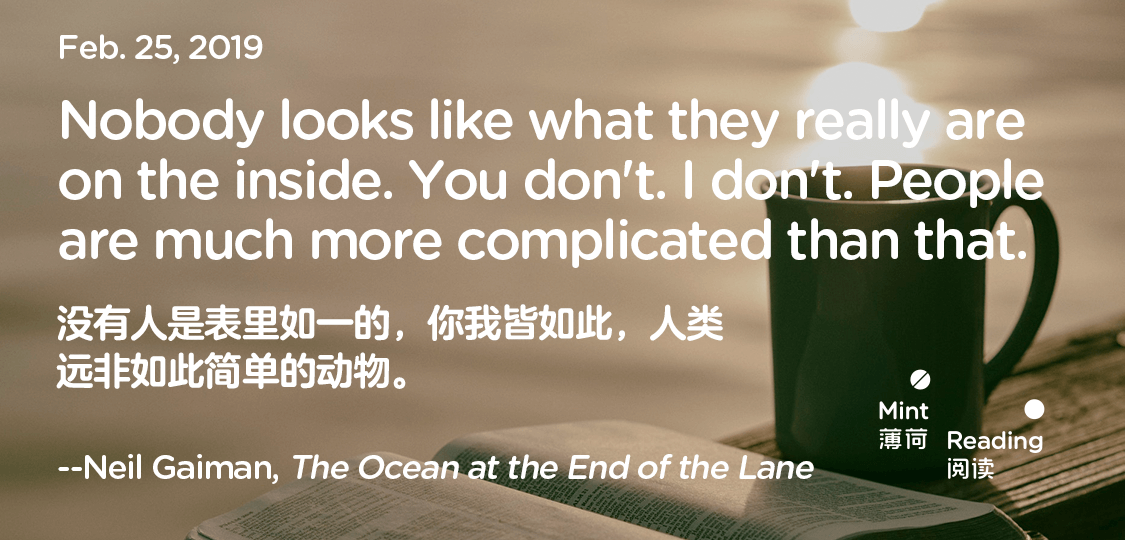 Feb. 25, 2019
Nobody looks like what they really are
on the inside. You don't. I don't. People
are much more complicated than that.
没有人是表里如一的，你我皆如此，人类
远非如此简单的动物。
--Neil Gaiman, The Ocean at the End of the Lane
Mint
薄荷
Reading
阅读